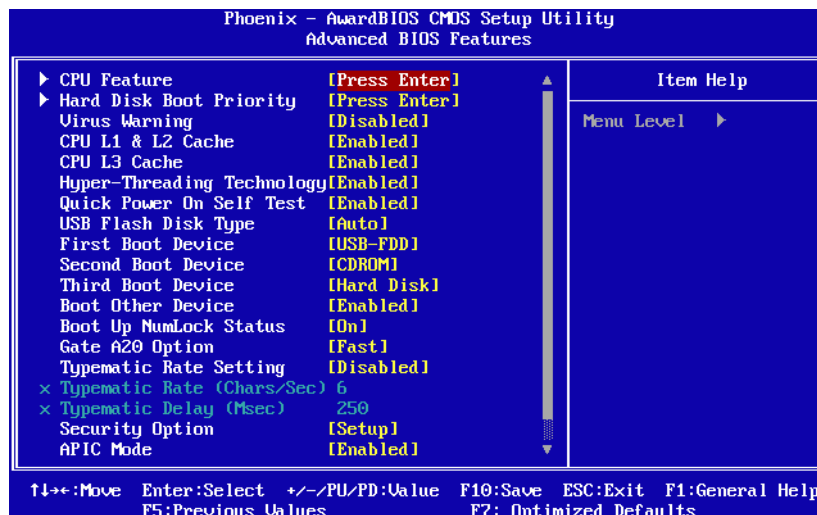 Phoenix - AwardBIOS CMOS Setup Utility
Advanced BIOS Features
CPU Feature [Press Enter]
Hard Disk Boot Priority [Press Enter]
Virus Warning [Disabled]
CPU L1 & L2 Cache [Enabled]
CPU L3 Cache [Enabled]
Hyper-Threading Technology[Enabled]
Quick Power On Self Test [Enabled]
USB Flash Disk Type [Auto]
First Boot Device [USB-FDD]
Second Boot Device [CDROM]
Third Boot Device [Hard Disk]
Boot Other Device [Enabled]
Boot Up NumLock Status [On]
Gate A20 Option [Fast]
Typematic Rate Setting [Disabled]
x Typematic Rate (Chars/Sec) 6
x Typematic Delay (Msec) 250
Security Option [Setup]
APIC Mode [Enabled]
Item Help
Menu Level
↑↓→←:Move Enter:Select +/-/PU/PD:Value F10:Save ESC:Exit F1:General Help
F5:Previous Values F7: Optimized Defaults